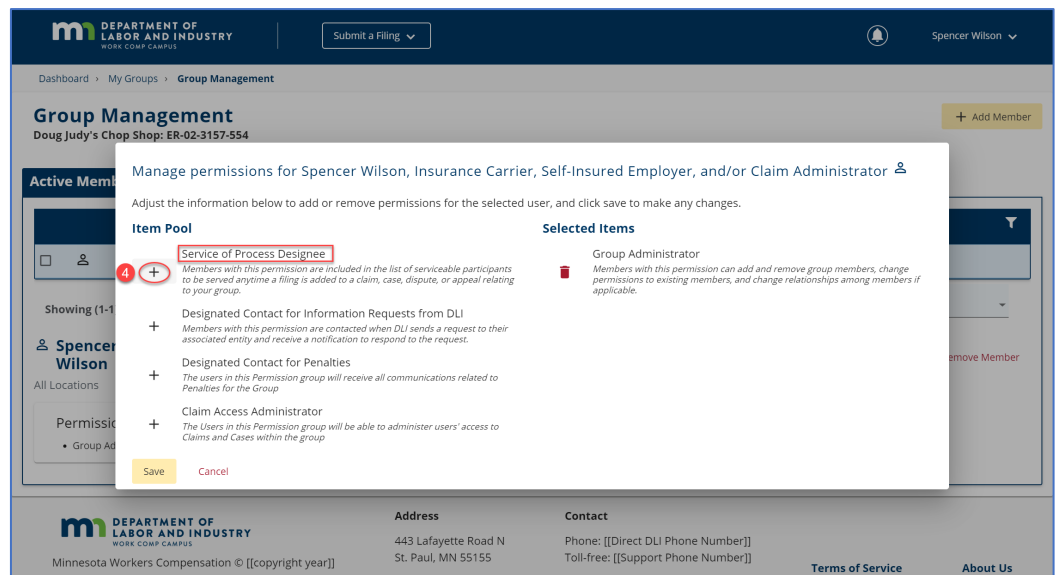 DEPARTMENT OF
LABOR AND INDUSTRY
WORK COMP CAMPUS
Submit a Filing
Spencer Wilson
Dashboard › My Groups › Group Management
Group Management
Doug Judy's Chop Shop: ER-02-3157-554
+ Add Member
Active Memb
Manage permissions for Spencer Wilson, Insurance Carrier, Self-Insured Employer, and/or Claim Administrator
Adjust the information below to add or remove permissions for the selected user, and click save to make any changes.
Item Pool
Selected Items
4
+
Service of Process Designee
Members with this permission are included in the list of serviceable participants
to be served anytime a filing is added to a claim, case, dispute, or appeal relating
to your group.
Group Administrator
Members with this permission can add and remove group members, change
permissions to existing members, and change relationships among members if
applicable.
+
Designated Contact for Information Requests from DLI
Members with this permission are contacted when DLI sends a request to their
associated entity and receive a notification to respond to the request.
+
Designated Contact for Penalties
The users in this Permission group will receive all communications related to
Penalties for the Group
+
Claim Access Administrator
The Users in this Permission group will be able to administer users' access to
Claims and Cases within the group
Save
Cancel
Showing (1-1
Spencer
Wilson
All Locations
emove Member
Permissio
• Group Ad
DEPARTMENT OF
LABOR AND INDUSTRY
WORK COMP CAMPUS
Minnesota Workers Compensation © [[copyright year]]
Address
443 Lafayette Road N
St. Paul, MN 55155
Contact
Phone: [[Direct DLI Phone Number]]
Toll-free: [[Support Phone Number]]
Terms of Service
About Us